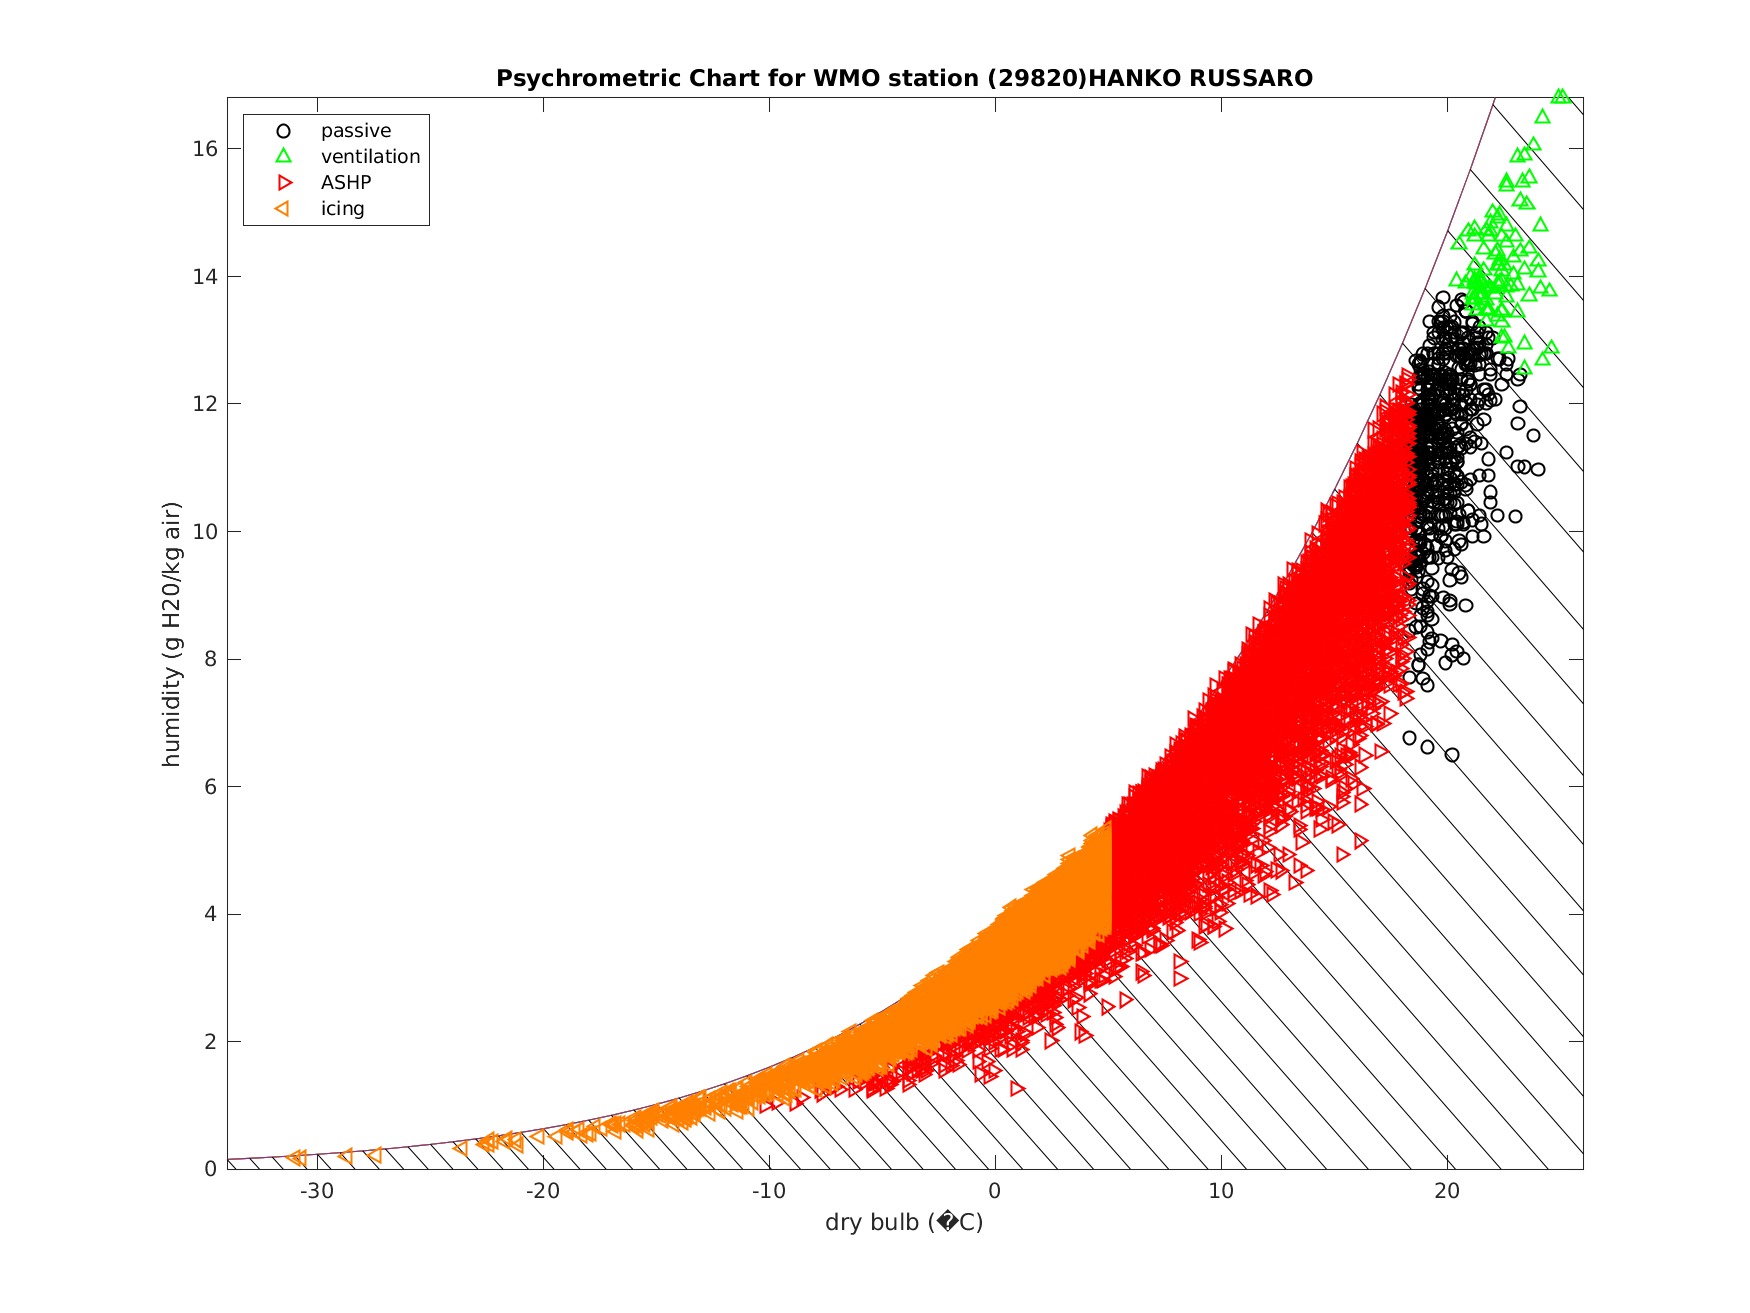 Psychrometric Chart for WMO station (29820)HANKO RUSSARO
passive
ventilation
ASHP
icing
16
14
12
10
8
6
4
2
0
humidity (g H20/kg air)
-30 -20 -10 0 10 20
dry bulb (�C)